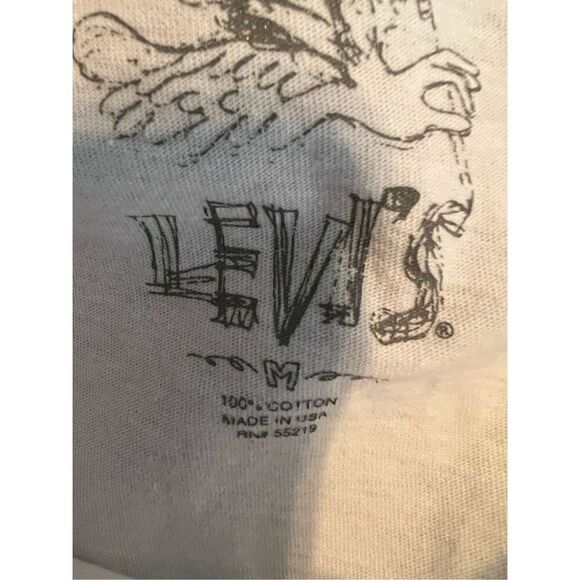 LEVI'S®
M
100% COTTON
MADE IN USA
RN# 55219